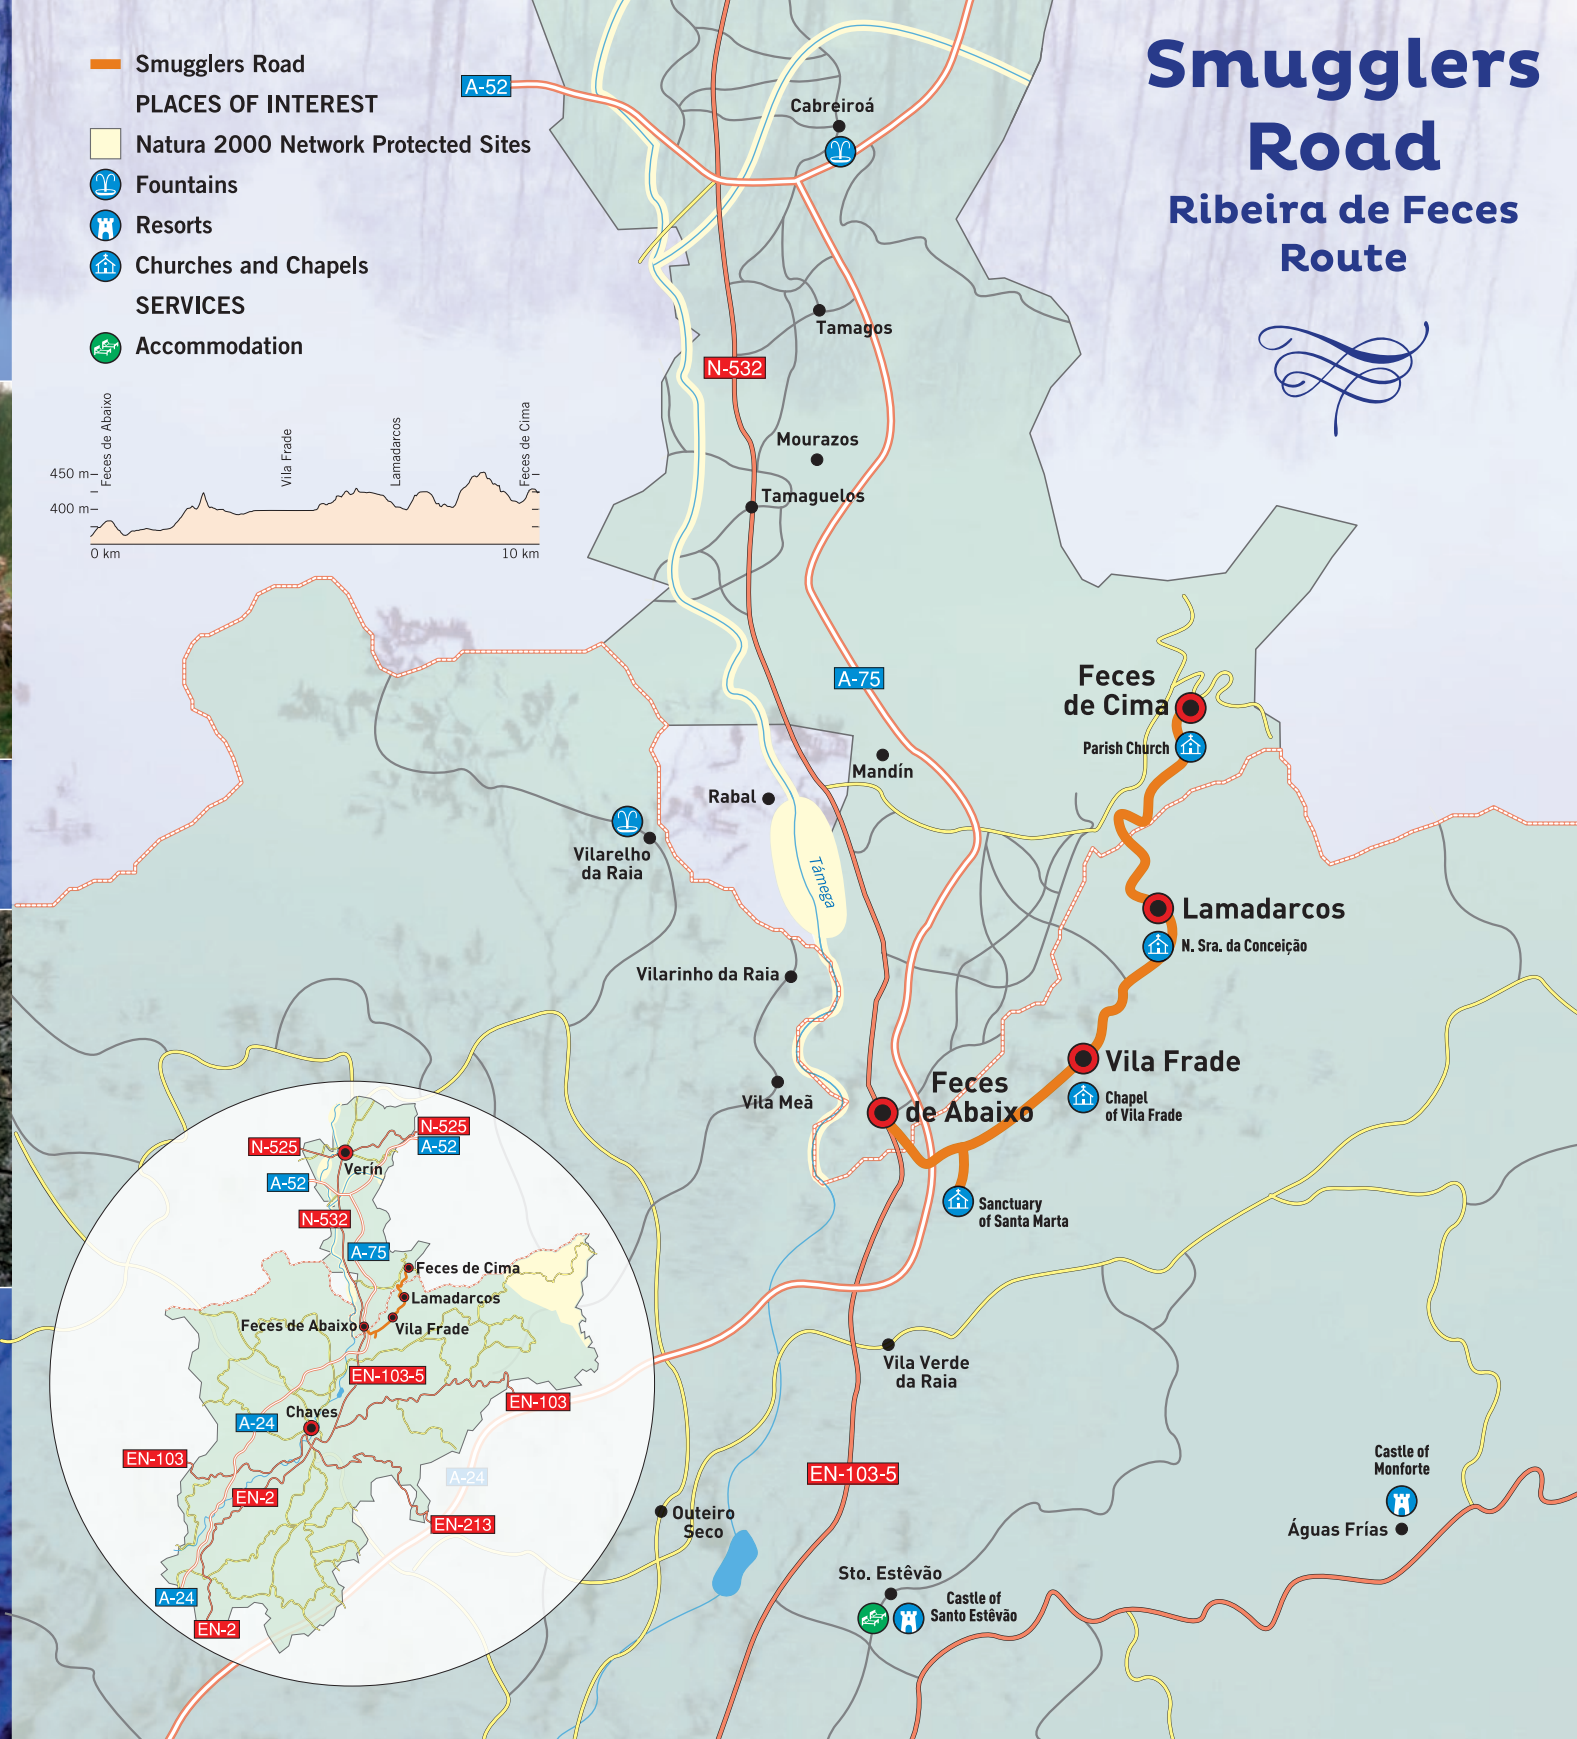 Smugglers
Road
Ribeira de Feces
Route
Smugglers Road
PLACES OF INTEREST
Natura 2000 Network Protected Sites
Fountains
Resorts
Churches and Chapels
SERVICES
Accommodation
Feces de Abaixo
Vila Frade
Lamadarcos
Feces de Cima
450 m
400 m
0 km
10 km
A-52
Cabreiroá
Tamagos
N-532
Mourazos
Tamaguelos
A-75
Feces
de Cima
Parish Church
Mandín
Rabal
Vilarelho
da Raia
Támega
Lamadarcos
N. Sra. da Conceição
Vilarinho da Raia
Vila Frade
Chapel
of Vila Frade
Vila Meã
Feces
de Abaixo
Sanctuary
of Santa Marta
Vila Verde
da Raia
EN-103-5
Castle of
Monforte
Águas Frías
Outeiro
Seco
Sto. Estêvão
Castle of
Santo Estêvão
N-525
A-52
N-525
Verín
A-52
N-532
A-75
Feces de Cima
Lamadarcos
Feces de Abaixo
Vila Frade
EN-103-5
EN-103
Chaves
A-24
EN-103
A-24
EN-2
EN-213
A-24
EN-2